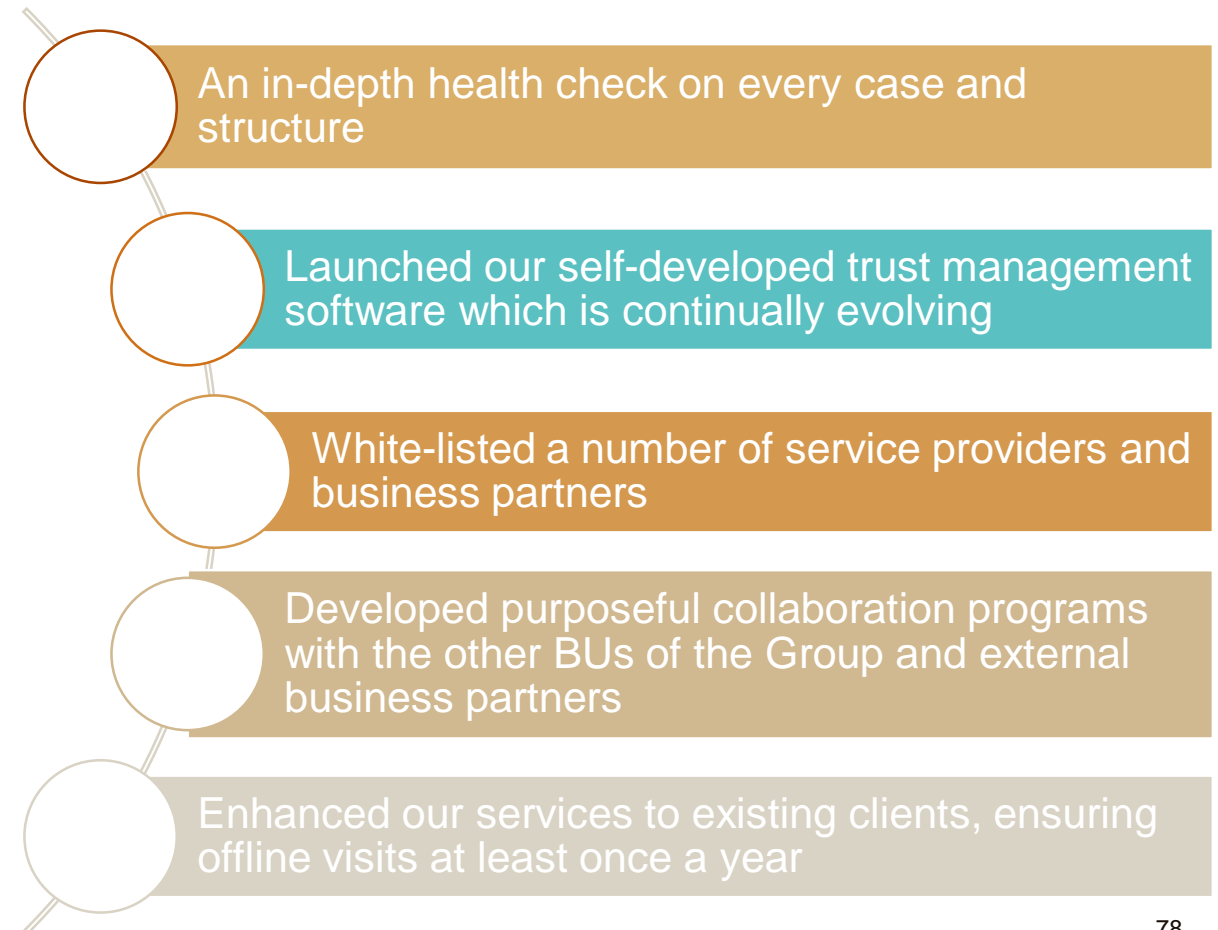 An in-depth health check on every case and
structure
Launched our self-developed trust management
software which is continually evolving
White-listed a number of service providers and
business partners
Developed purposeful collaboration programs
with the other BUs of the Group and external
business partners
Enhanced our services to existing clients, ensuring
offline visits at least once a year
78